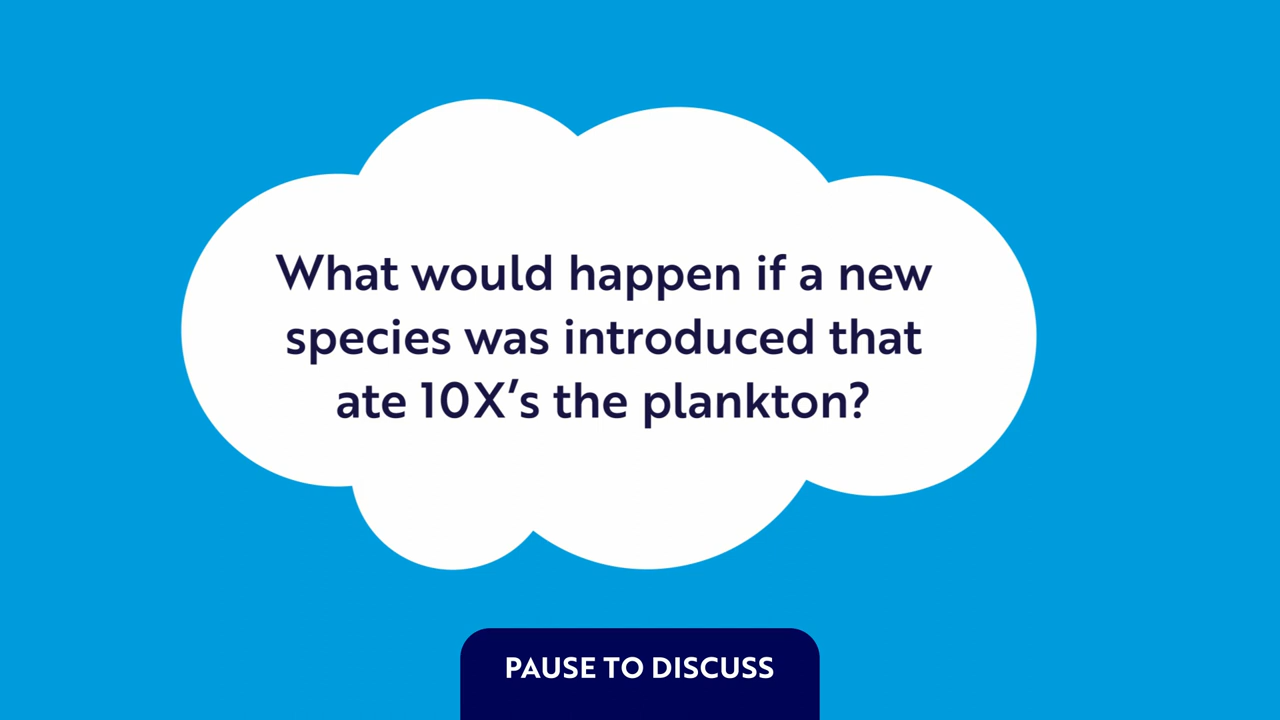 What would happen if a new
species was introduced that
ate 10X’s the plankton?
PAUSE TO DISCUSS